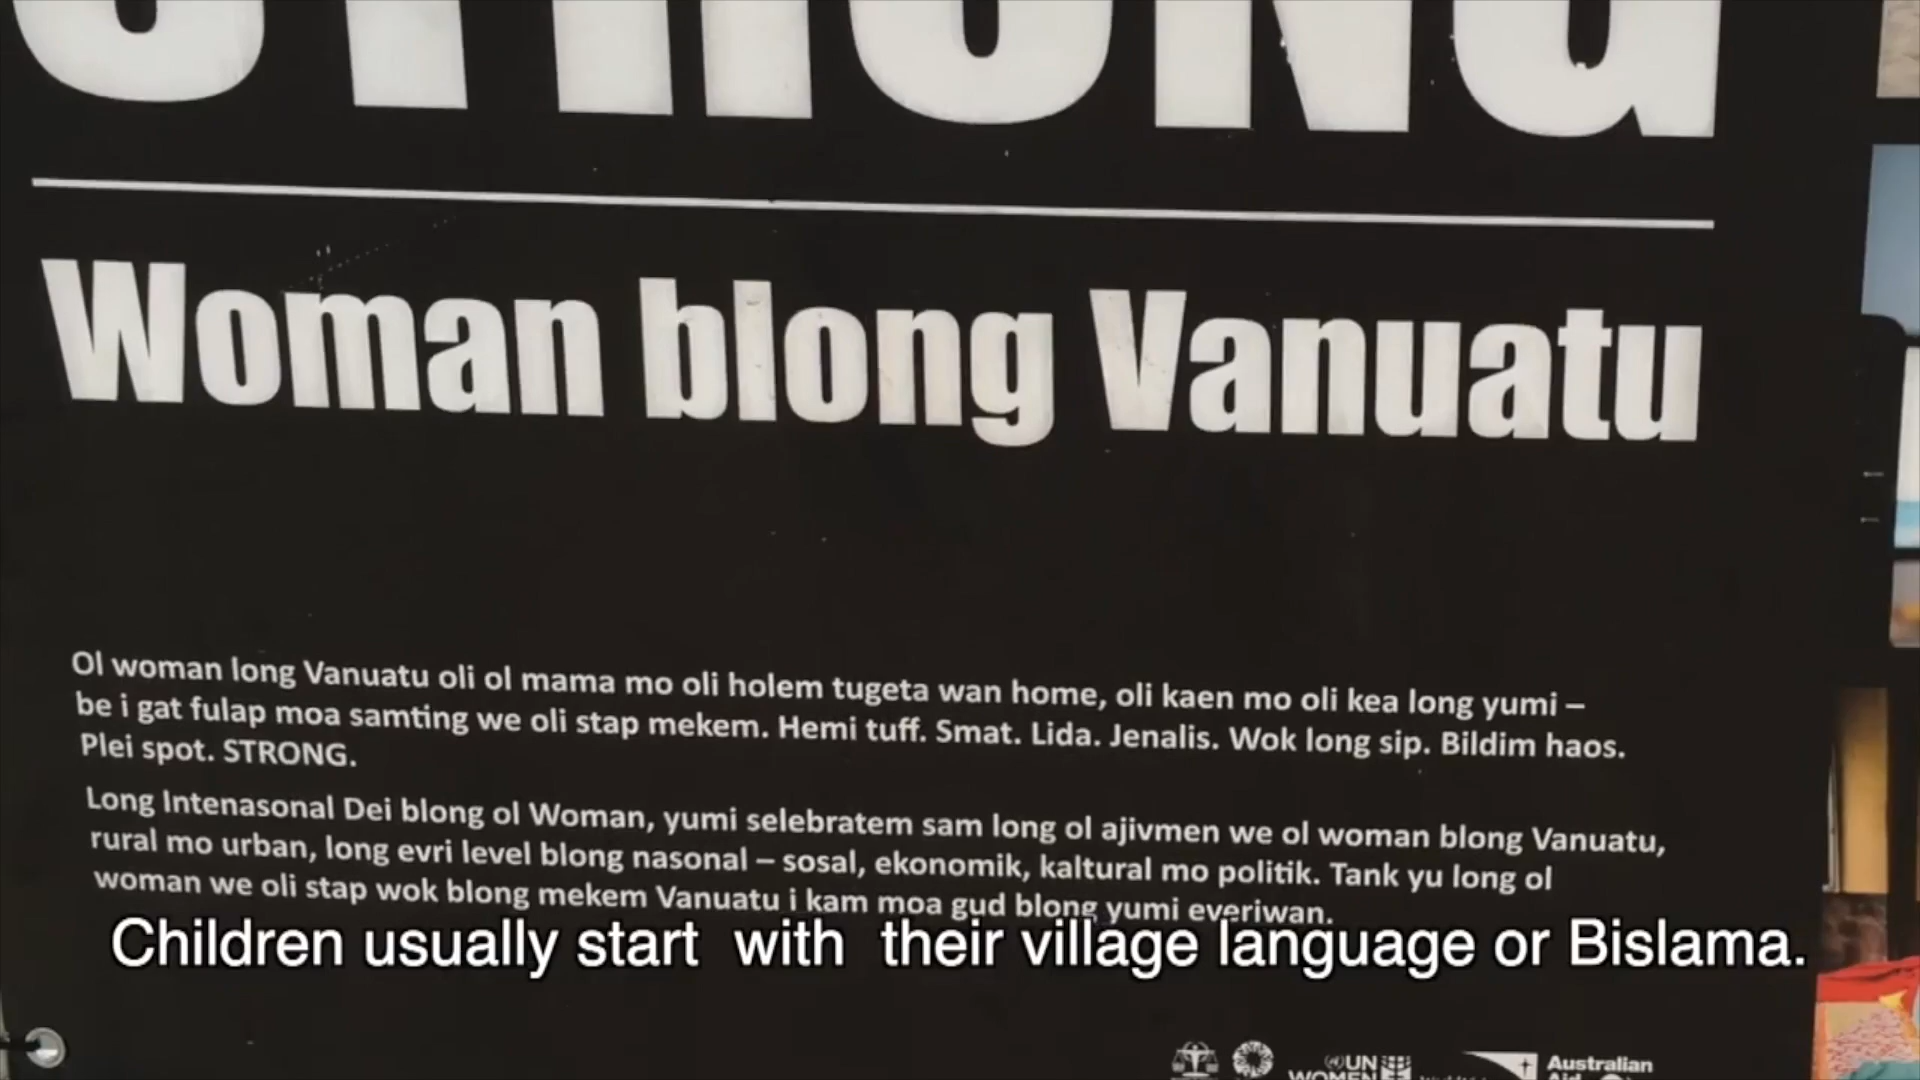 STRONG
Woman blong Vanuatu
Ol woman long Vanuatu oli ol mama mo oli holem tugeta wan home, oli kaen mo oli kea long yumi –
be i gat fulap moa samting we oli stap mekem. Hemi tuff. Smat. Lida. Jenalis. Wok long sip. Bildim haos.
Plei spot. STRONG.
Long Intenasonal Dei blong ol Woman, yumi selebratem sam long ol ajivmen we ol woman blong Vanuatu,
rural mo urban, long evri level blong nasonal – sosal, ekonomik, kaltural mo politik. Tank yu long ol
woman we oli stap wok blong mekem Vanuatu i kam moa gud blong yumi everiwan.
Children usually start with their village language or Bislama.
UN
WOMEN
Australian
Aid